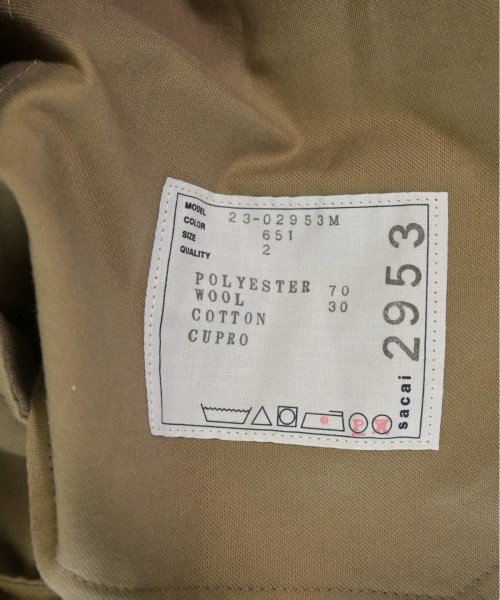 MODEL 23-02953M
COLOR 651
SIZE 2
QUALITY
POLYESTER 70
WOOL 30
COTTON
CUPRO
P W
sacai 2953